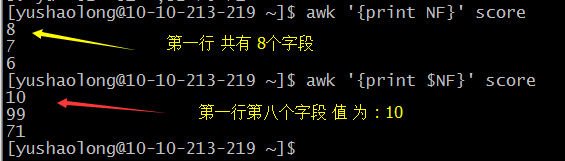 [yushaolong@10-10-213-219 ~]$ awk '{print NF}' score
8
第一行 共有 8个字段
7
6
[yushaolong@10-10-213-219 ~]$ awk '{print $NF}' score
10
第一行第八个字段 值 为：10
99
71
[yushaolong@10-10-213-219 ~]$